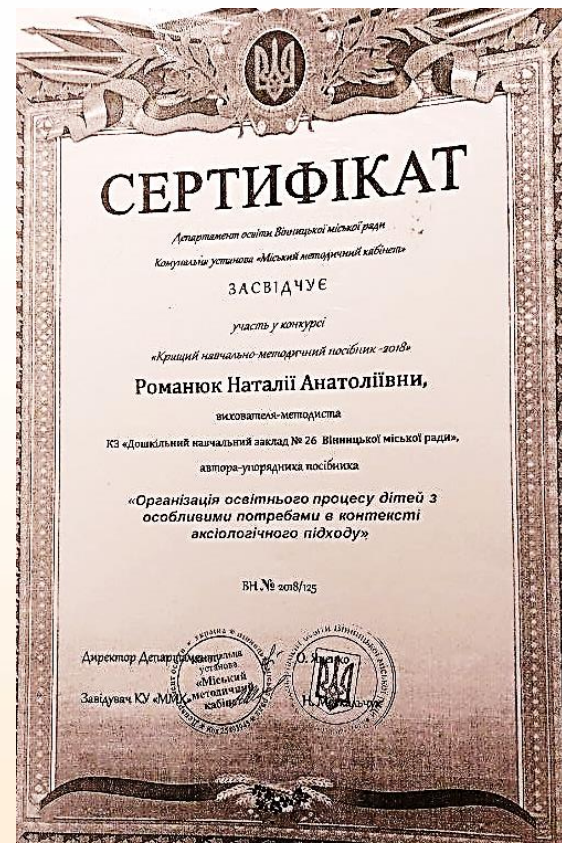 СЕРТИФІКАТ
Департамент освіти Вінницької міської ради
Комунальна установа «Міський методичний кабінет»
ЗАСВІДЧУЄ
участь у конкурсі
«Кращий навчально-методичний посібник -2018»
Романюк Наталії Анатоліївни,
вихователя-методиста
КЗ «Дошкільний навчальний заклад № 26 Вінницької міської ради»,
автора-упорядника посібника
«Організація освітнього процесу дітей з
особливими потребами в контексті
аксіологічного підходу»
ВН № 2018/125
Директор Департаменту О.
Завідувач КУ «ММК» Н.
установа
«Міський
методичний
кабінет»